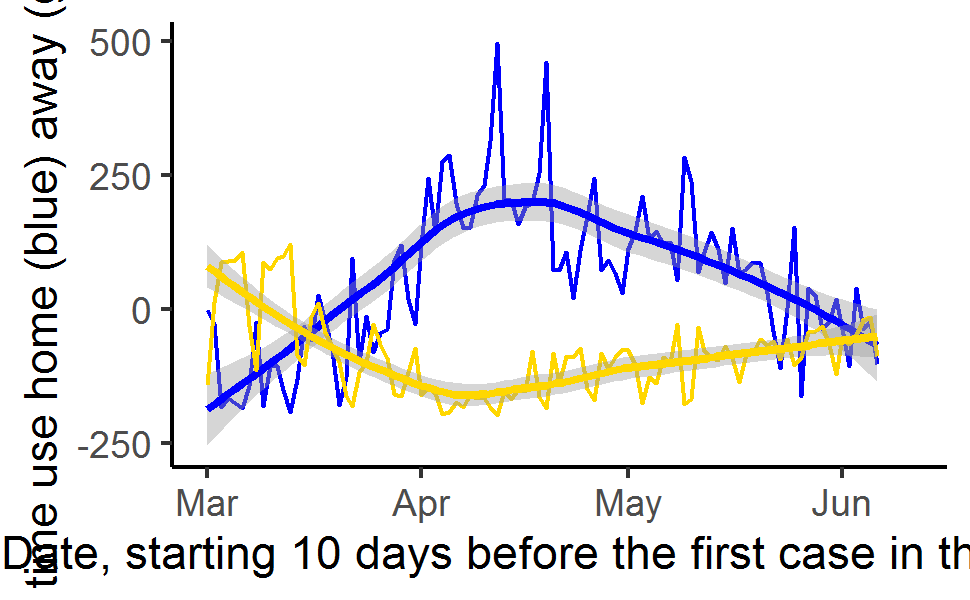 time use home (blue) away (
500
250
0
-250
Mar Apr May Jun
Date, starting 10 days before the first case in th